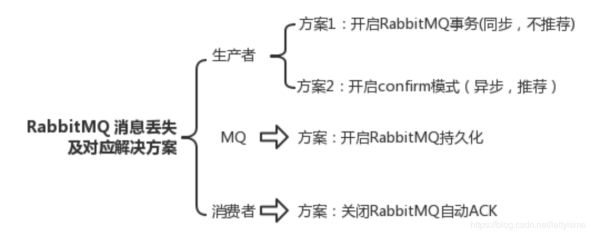 方案1：开启RabbitMQ事务(同步，不推荐)
生产者
方案2：开启confirm模式（异步，推荐）
RabbitMQ 消息丢失
及对应解决方案
MQ
方案：开启RabbitMQ持久化
消费者
方案：关闭RabbitMQ自动ACK